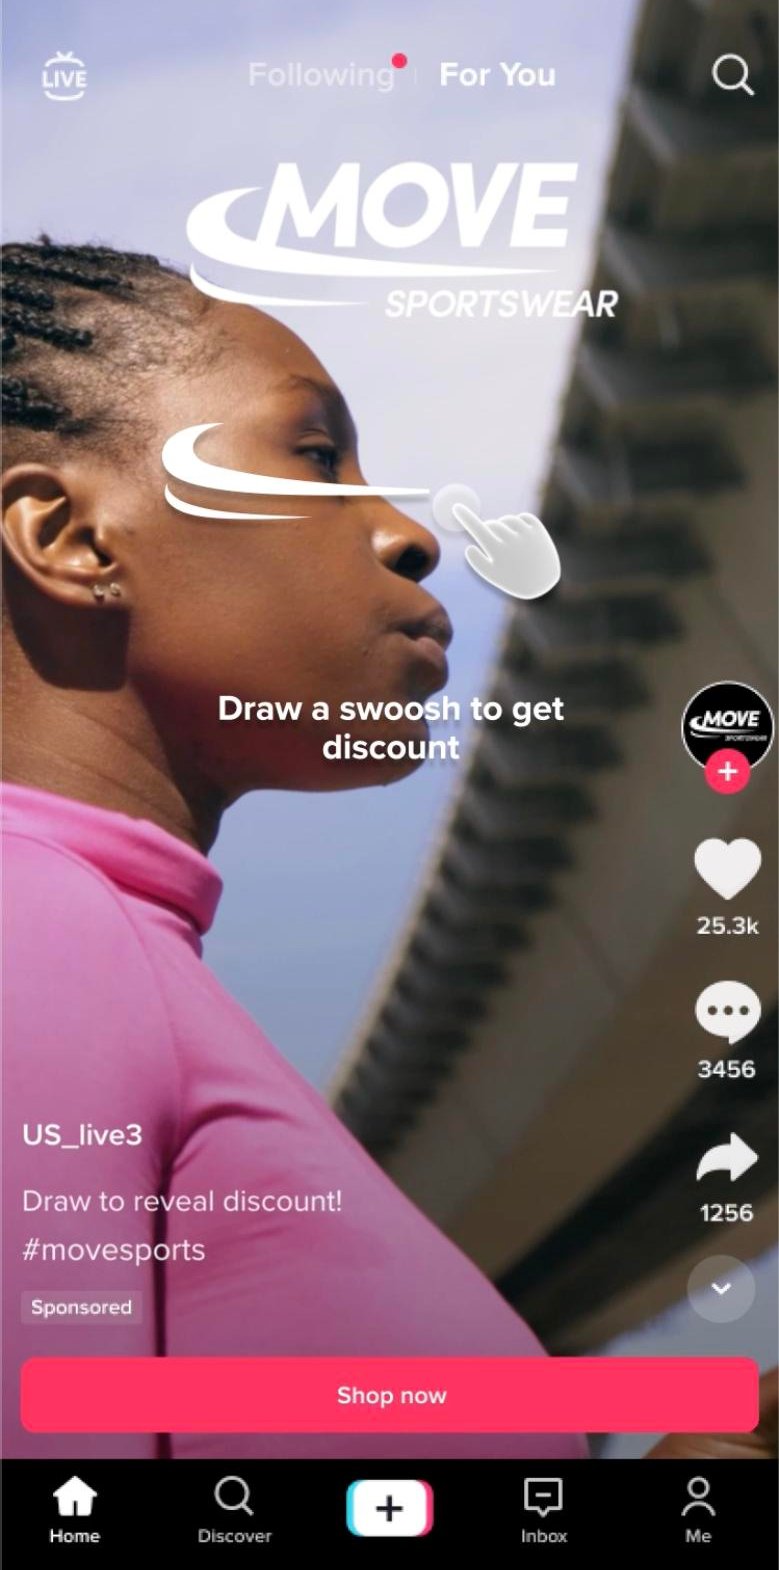 LIVE
Following
For You
MOVE
SPORTSWEAR
Draw a swoosh to get
discount
MOVE
SPORTSWEAR
25.3k
3456
1256
US_live3
Draw to reveal discount!
#movesports
Sponsored
Shop now
Home
Discover
Inbox
Me